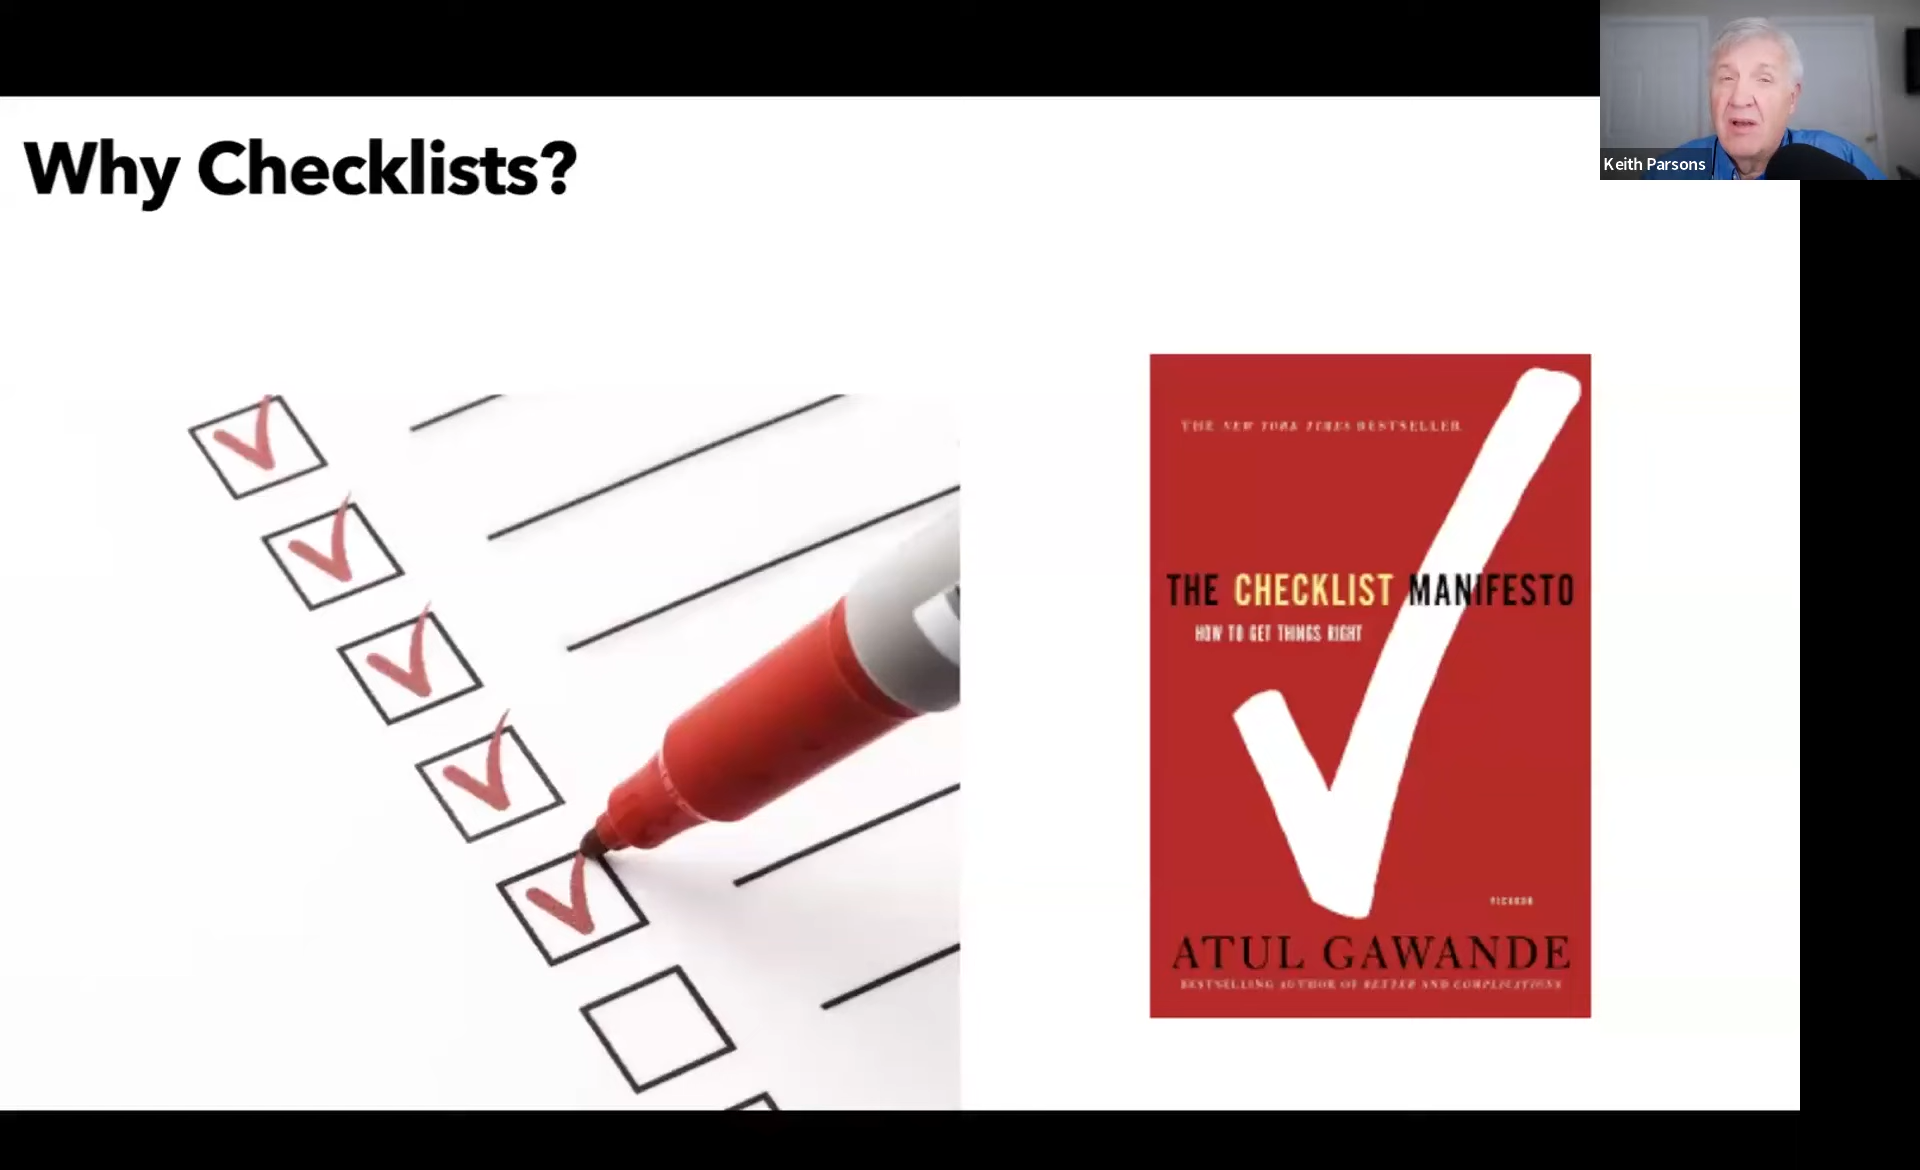 Why Checklists?
Keith Parsons
THE NEW YORK TIMES BESTSELLER
THE CHECKLIST MANIFESTO
HOW TO GET THINGS RIGHT
PICADOR
ATUL GAWANDE
BESTSELLING AUTHOR OF BETTER AND COMPLICATIONS